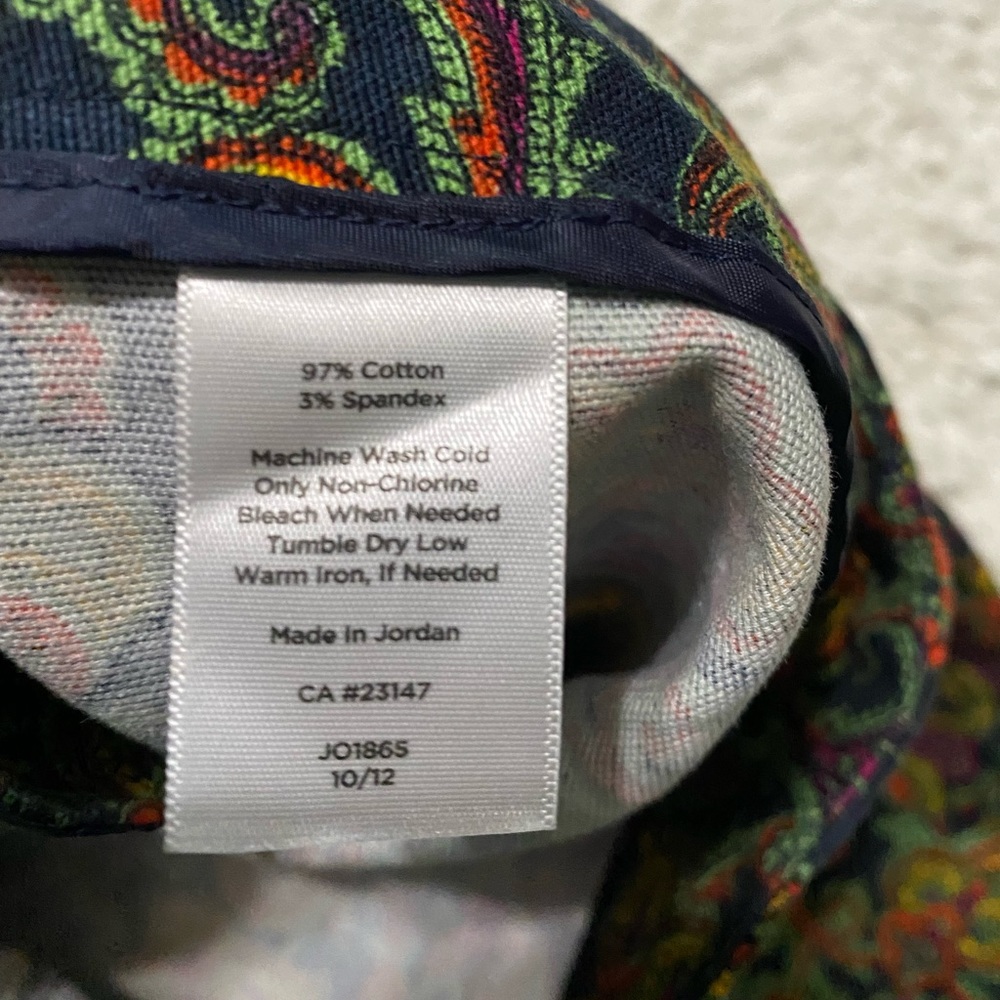 97% Cotton
3% Spandex
Machine Wash Cold
Only Non-Chlorine
Bleach When Needed
Tumble Dry Low
Warm Iron, If Needed
Made In Jordan
CA #23147
JO1865
10/12